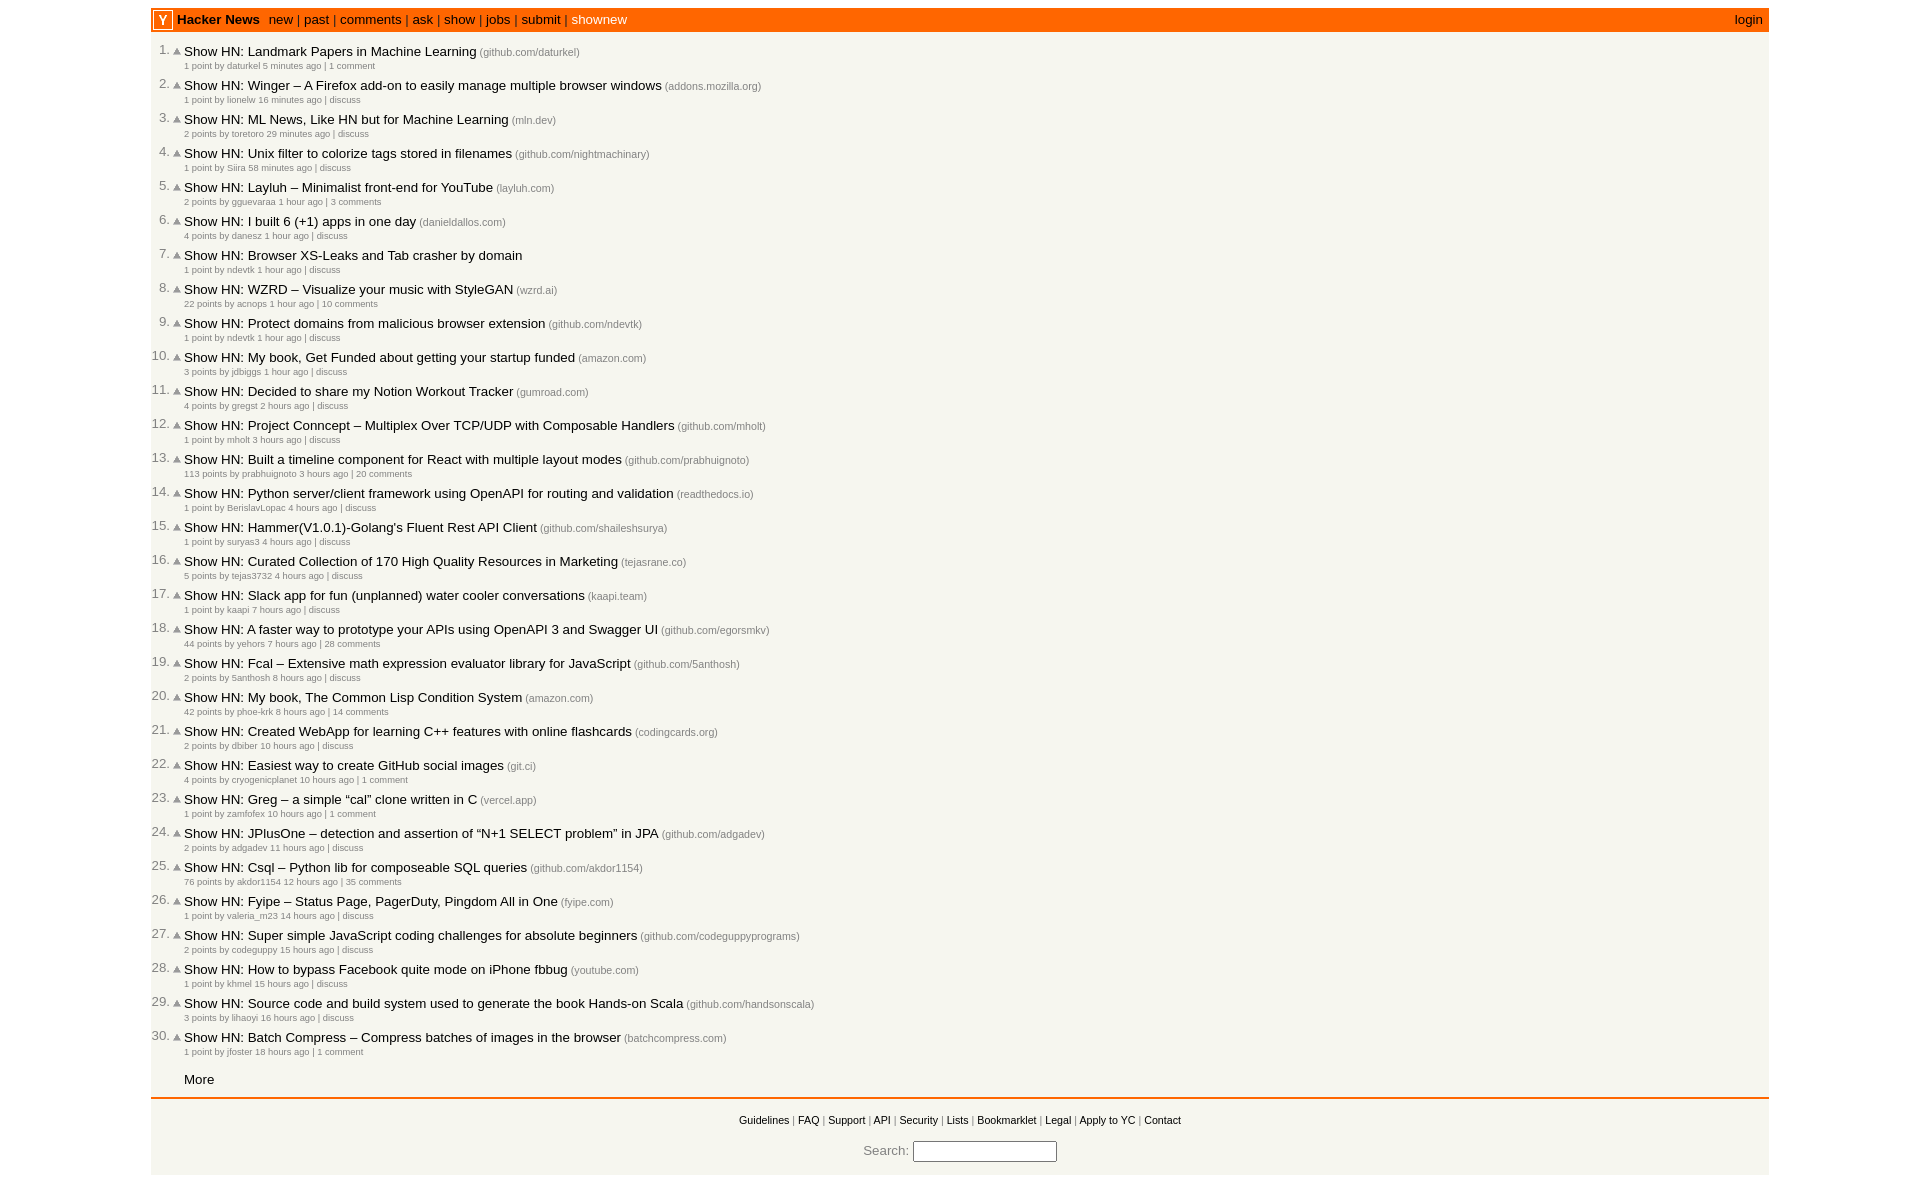 Y Hacker News new | past | comments | ask | show | jobs | submit | shownew login
1. Show HN: Landmark Papers in Machine Learning (github.com/daturkel)
1 point by daturkel 5 minutes ago | 1 comment
2. Show HN: Winger – A Firefox add-on to easily manage multiple browser windows (addons.mozilla.org)
1 point by lionelw 16 minutes ago | discuss
3. Show HN: ML News, Like HN but for Machine Learning (mln.dev)
2 points by toretoro 29 minutes ago | discuss
4. Show HN: Unix filter to colorize tags stored in filenames (github.com/nightmachinary)
1 point by Siira 58 minutes ago | discuss
5. Show HN: Layluh – Minimalist front-end for YouTube (layluh.com)
2 points by gguevaraa 1 hour ago | 3 comments
6. Show HN: I built 6 (+1) apps in one day (danieldallos.com)
4 points by danesz 1 hour ago | discuss
7. Show HN: Browser XS-Leaks and Tab crasher by domain
1 point by ndevtk 1 hour ago | discuss
8. Show HN: WZRD – Visualize your music with StyleGAN (wzrd.ai)
22 points by acnops 1 hour ago | 10 comments
9. Show HN: Protect domains from malicious browser extension (github.com/ndevtk)
1 point by ndevtk 1 hour ago | discuss
10. Show HN: My book, Get Funded about getting your startup funded (amazon.com)
3 points by jdbiggs 1 hour ago | discuss
11. Show HN: Decided to share my Notion Workout Tracker (gumroad.com)
4 points by gregst 2 hours ago | discuss
12. Show HN: Project Conncept – Multiplex Over TCP/UDP with Composable Handlers (github.com/mholt)
1 point by mholt 3 hours ago | discuss
13. Show HN: Built a timeline component for React with multiple layout modes (github.com/prabhuignoto)
113 points by prabhuignoto 3 hours ago | 20 comments
14. Show HN: Python server/client framework using OpenAPI for routing and validation (readthedocs.io)
1 point by BerislavLopac 4 hours ago | discuss
15. Show HN: Hammer(V1.0.1)-Golang's Fluent Rest API Client (github.com/shaileshsurya)
1 point by suryas3 4 hours ago | discuss
16. Show HN: Curated Collection of 170 High Quality Resources in Marketing (tejasrane.co)
5 points by tejas3732 4 hours ago | discuss
17. Show HN: Slack app for fun (unplanned) water cooler conversations (kaapi.team)
1 point by kaapi 7 hours ago | discuss
18. Show HN: A faster way to prototype your APIs using OpenAPI 3 and Swagger UI (github.com/egorsmkv)
44 points by yehors 7 hours ago | 28 comments
19. Show HN: Fcal – Extensive math expression evaluator library for JavaScript (github.com/5anthosh)
2 points by 5anthosh 8 hours ago | discuss
20. Show HN: My book, The Common Lisp Condition System (amazon.com)
42 points by phoe-krk 8 hours ago | 14 comments
21. Show HN: Created WebApp for learning C++ features with online flashcards (codingcards.org)
2 points by dbiber 10 hours ago | discuss
22. Show HN: Easiest way to create GitHub social images (git.ci)
4 points by cryogenicplanet 10 hours ago | 1 comment
23. Show HN: Greg – a simple “cal” clone written in C (vercel.app)
1 point by zamfofex 10 hours ago | 1 comment
24. Show HN: JPlusOne – detection and assertion of “N+1 SELECT problem” in JPA (github.com/adgadev)
2 points by adgadev 11 hours ago | discuss
25. Show HN: Csql – Python lib for composeable SQL queries (github.com/akdor1154)
76 points by akdor1154 12 hours ago | 35 comments
26. Show HN: Fyipe – Status Page, PagerDuty, Pingdom All in One (fyipe.com)
1 point by valeria_m23 14 hours ago | discuss
27. Show HN: Super simple JavaScript coding challenges for absolute beginners (github.com/codeguppyprograms)
2 points by codeguppy 15 hours ago | discuss
28. Show HN: How to bypass Facebook quite mode on iPhone fbbug (youtube.com)
1 point by khmel 15 hours ago | discuss
29. Show HN: Source code and build system used to generate the book Hands-on Scala (github.com/handsonscala)
3 points by lihaoyi 16 hours ago | discuss
30. Show HN: Batch Compress – Compress batches of images in the browser (batchcompress.com)
1 point by jfoster 18 hours ago | 1 comment
More
Guidelines | FAQ | Support | API | Security | Lists | Bookmarklet | Legal | Apply to YC | Contact
Search: